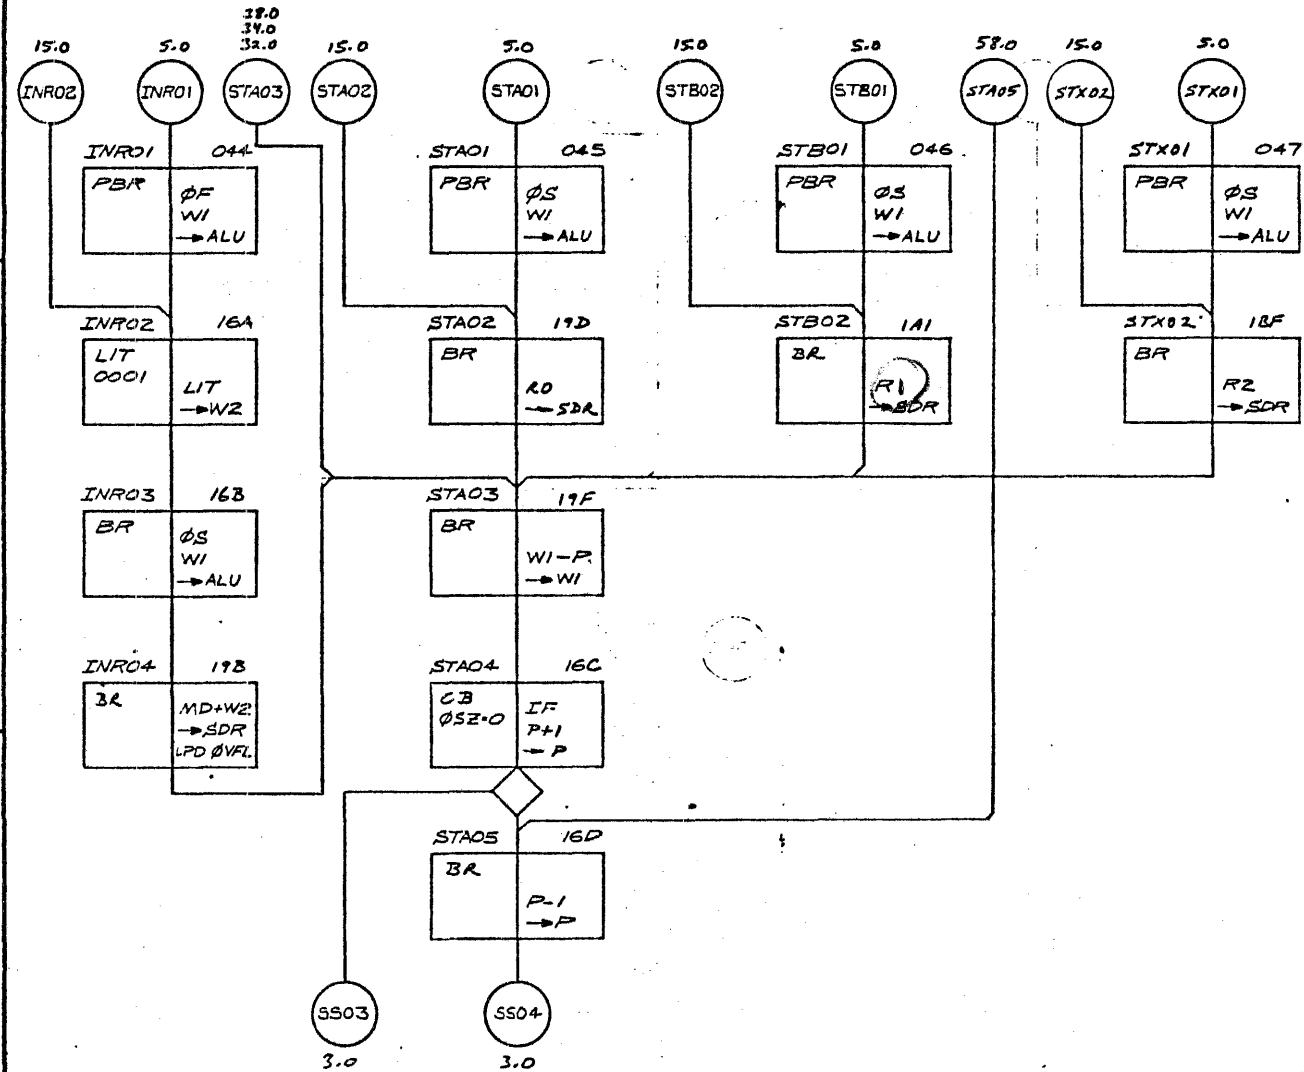 38.0
34.0
15.0 5.0 32.0 15.0 5.0 15.0 5.0 58.0 15.0 5.0
INR02 INR01 STA03 STA02 STA01 STB02 STB01 STA05 STX02 STX01
INR01 044 STA01 045 STB01 046 STX01 047
PBR PBR PBR PBR
ØF ØS ØS ØS
W1 W1 W1 W1
→ALU →ALU →ALU →ALU
INR02 16A STA02 19D STB02 1A1 STX02 1BF
LIT BR BR BR
0001
LIT R0 R1 R2
→W2 →SDR →SDR →SDR
INR03 16B STA03 19F
BR BR
ØS
W1 W1-P
→ALU →W1
INR04 19B STA04 16C
BR CB
MD+W2 ØSZ=0 IF
→SDR P+1
LPD ØVFL →P
STA05 16D
BR
P-1
→P
SS03 SS04
3.0 3.0